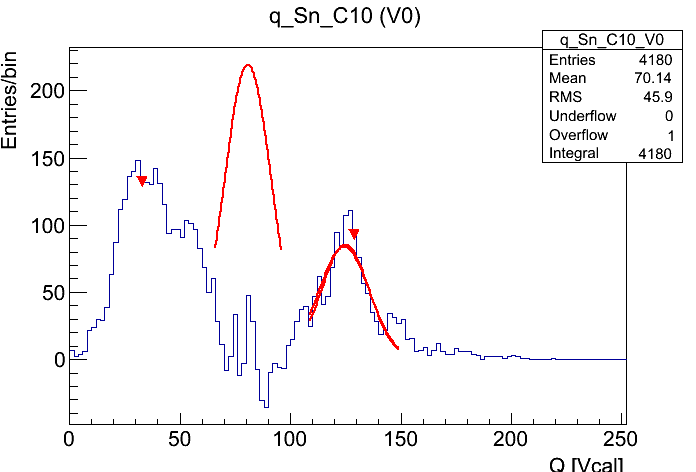 q_Sn_C10 (V0)
q_Sn_C10_V0
Entries 4180
Mean 70.14
RMS 45.9
Underflow 0
Overflow 1
Integral 4180
Entries/bin
200
150
100
50
0
0 50 100 150 200 250
Q [Vcal]